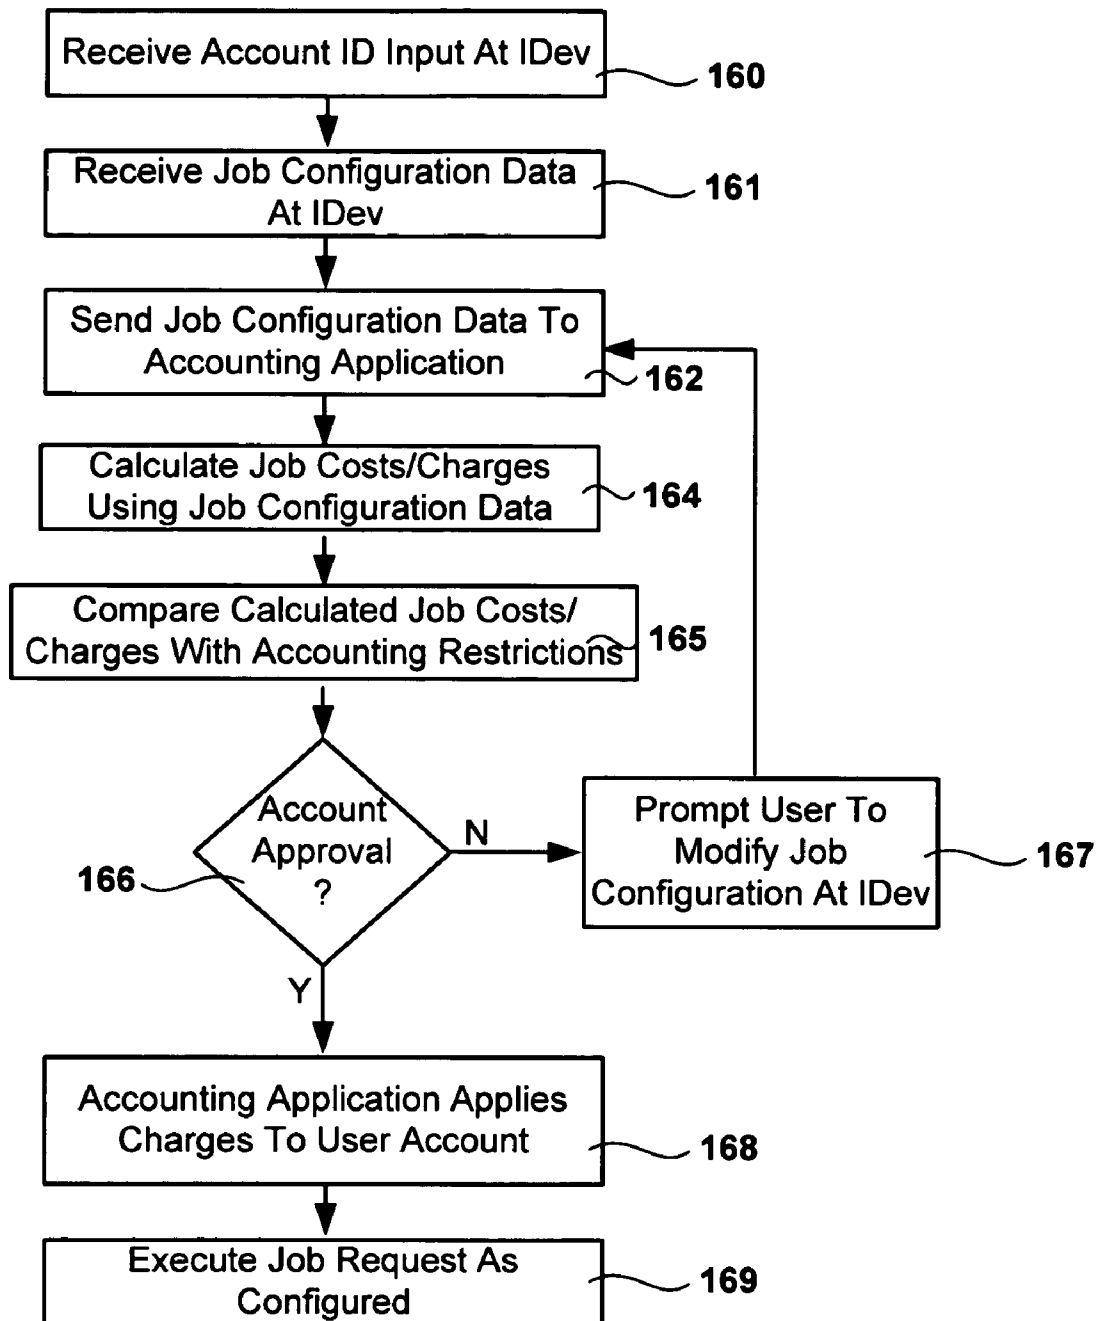 Receive Account ID Input At IDev
160
Receive Job Configuration Data
At IDev
161
Send Job Configuration Data To
Accounting Application
162
Calculate Job Costs/Charges
Using Job Configuration Data
164
Compare Calculated Job Costs/
Charges With Accounting Restrictions
165
Account
Approval
?
166
N
Prompt User To
Modify Job
Configuration At IDev
167
Y
Accounting Application Applies
Charges To User Account
168
Execute Job Request As
Configured
169